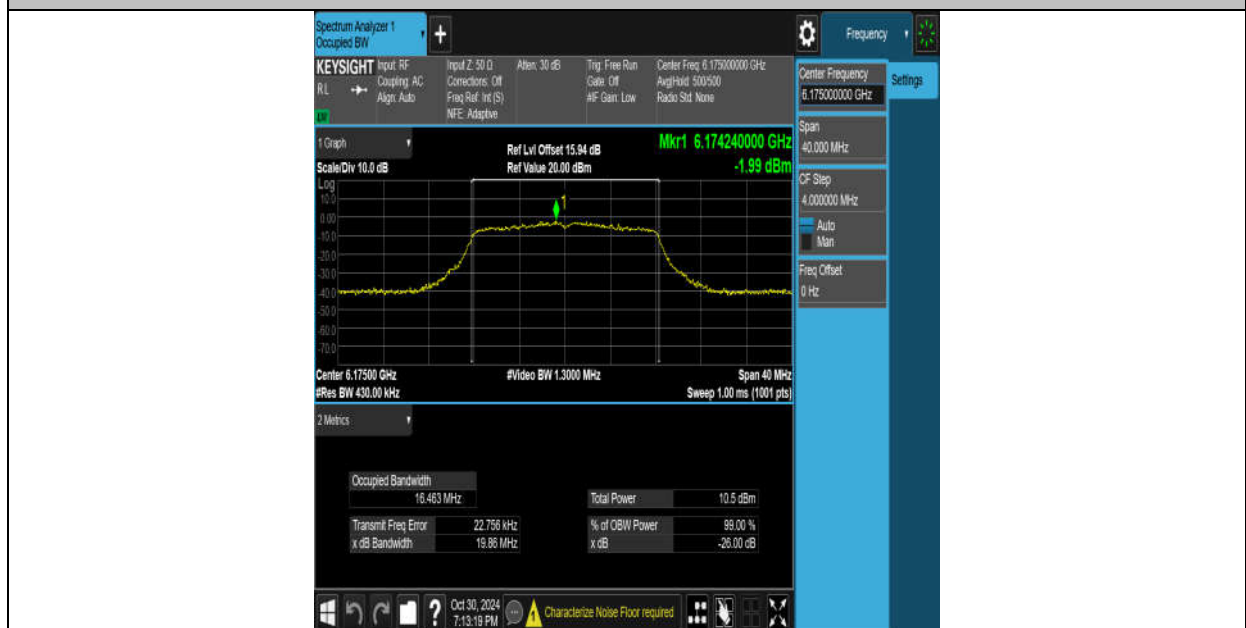 Spectrum Analyzer 1
Occupied BW
+
Frequency
KEYSIGHT
RL
LW
Input: RF
Coupling: AC
Align: Auto
Input Z: 50 Ω
Corrections: Off
Freq Ref: Int (S)
NFE: Adaptive
Atten: 30 dB
Trig: Free Run
Gate: Off
#IF Gain: Low
Center Freq: 6.175000000 GHz
Avg|Hold: 500/500
Radio Std: None
Center Frequency
6.175000000 GHz
Settings
Span
40.000 MHz
CF Step
4.000000 MHz
Auto
Man
Freq Offset
0 Hz
1 Graph
Scale/Div 10.0 dB
Ref Lvl Offset 15.94 dB
Ref Value 20.00 dBm
Mkr1 6.174240000 GHz
-1.99 dBm
Log
10.0
0.00
-10.0
-20.0
-30.0
-40.0
-50.0
-60.0
-70.0
1
Center 6.17500 GHz
#Res BW 430.00 kHz
#Video BW 1.3000 MHz
Span 40 MHz
Sweep 1.00 ms (1001 pts)
2 Metrics
Occupied Bandwidth
16.463 MHz
Total Power 10.5 dBm
Transmit Freq Error 22.756 kHz
% of OBW Power 99.00 %
x dB Bandwidth 19.86 MHz
x dB -26.00 dB
?
Oct 30, 2024
7:13:19 PM
Characterize Noise Floor required